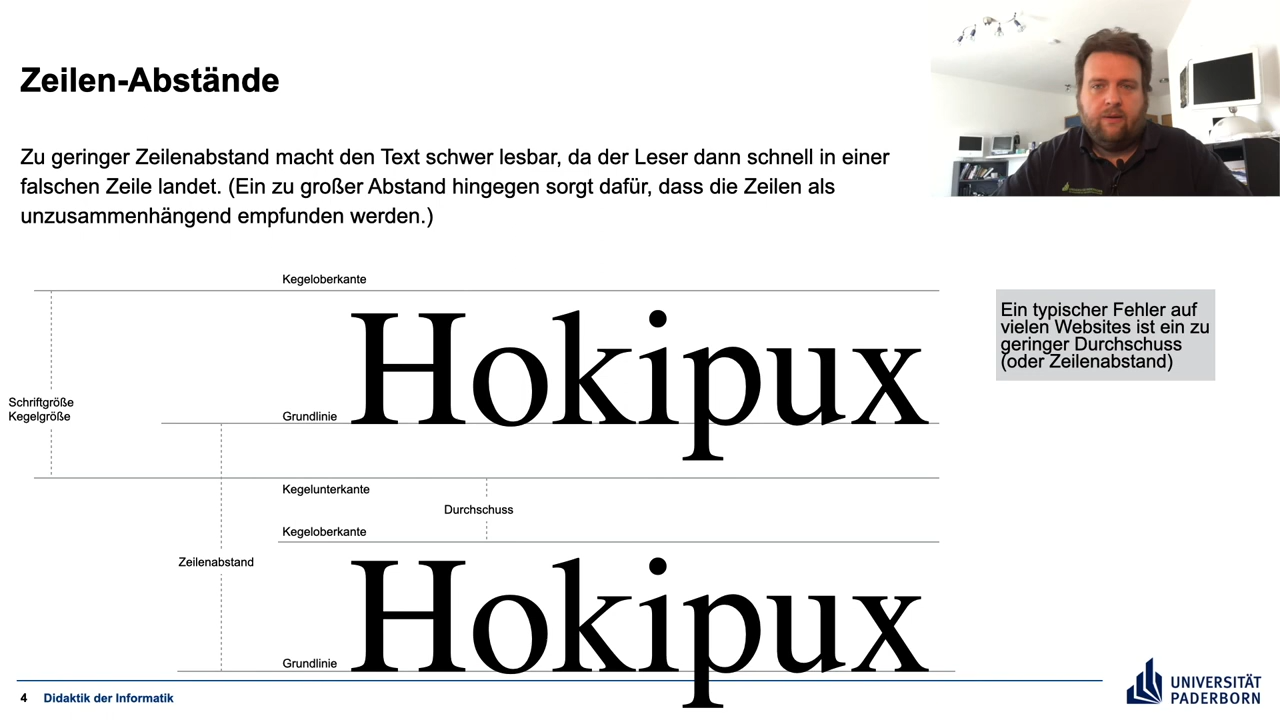 Zeilen-Abstände
Zu geringer Zeilenabstand macht den Text schwer lesbar, da der Leser dann schnell in einer
falschen Zeile landet. (Ein zu großer Abstand hingegen sorgt dafür, dass die Zeilen als
unzusammenhängend empfunden werden.)
Kegeloberkante
Hokipux
Schriftgröße
Kegelgröße
Grundlinie
Kegelunterkante
Durchschuss
Kegeloberkante
Zeilenabstand
Hokipux
Grundlinie
Ein typischer Fehler auf
vielen Websites ist ein zu
geringer Durchschuss
(oder Zeilenabstand)
4 Didaktik der Informatik
UNIVERSITÄT
PADERBORN